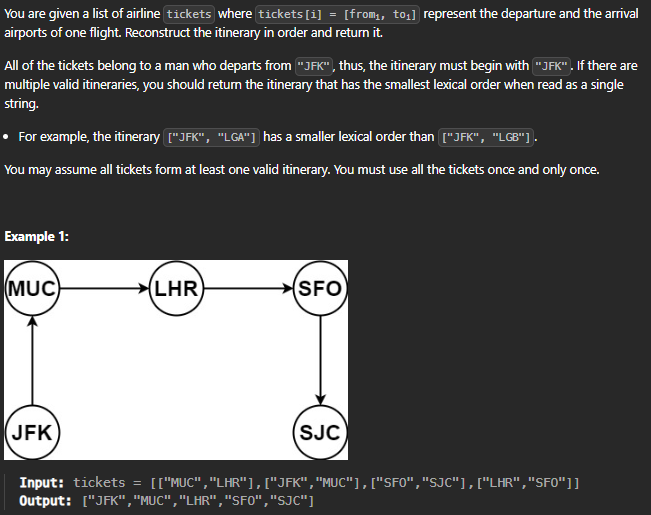 You are given a list of airline tickets where tickets[i] = [fromᵢ, toᵢ] represent the departure and the arrival
airports of one flight. Reconstruct the itinerary in order and return it.
All of the tickets belong to a man who departs from "JFK", thus, the itinerary must begin with "JFK". If there are
multiple valid itineraries, you should return the itinerary that has the smallest lexical order when read as a single
string.
• For example, the itinerary ["JFK", "LGA"] has a smaller lexical order than ["JFK", "LGB"].
You may assume all tickets form at least one valid itinerary. You must use all the tickets once and only once.
Example 1:
MUC LHR SFO
JFK SJC
Input: tickets = [["MUC","LHR"],["JFK","MUC"],["SFO","SJC"],["LHR","SFO"]]
Output: ["JFK","MUC","LHR","SFO","SJC"]